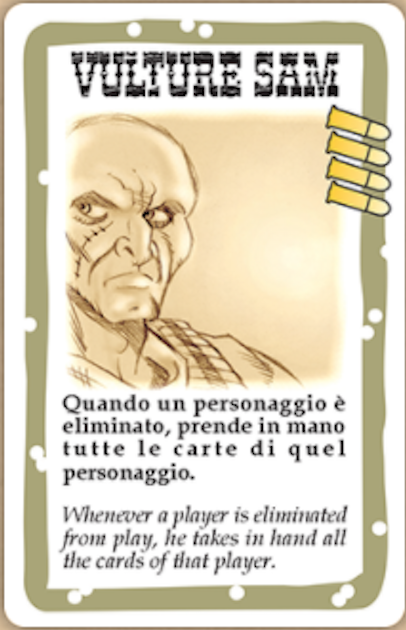 VULTURE SAM
Quando un personaggio è
eliminato, prende in mano
tutte le carte di quel
personaggio.
Whenever a player is eliminated
from play, he takes in hand all
the cards of that player.